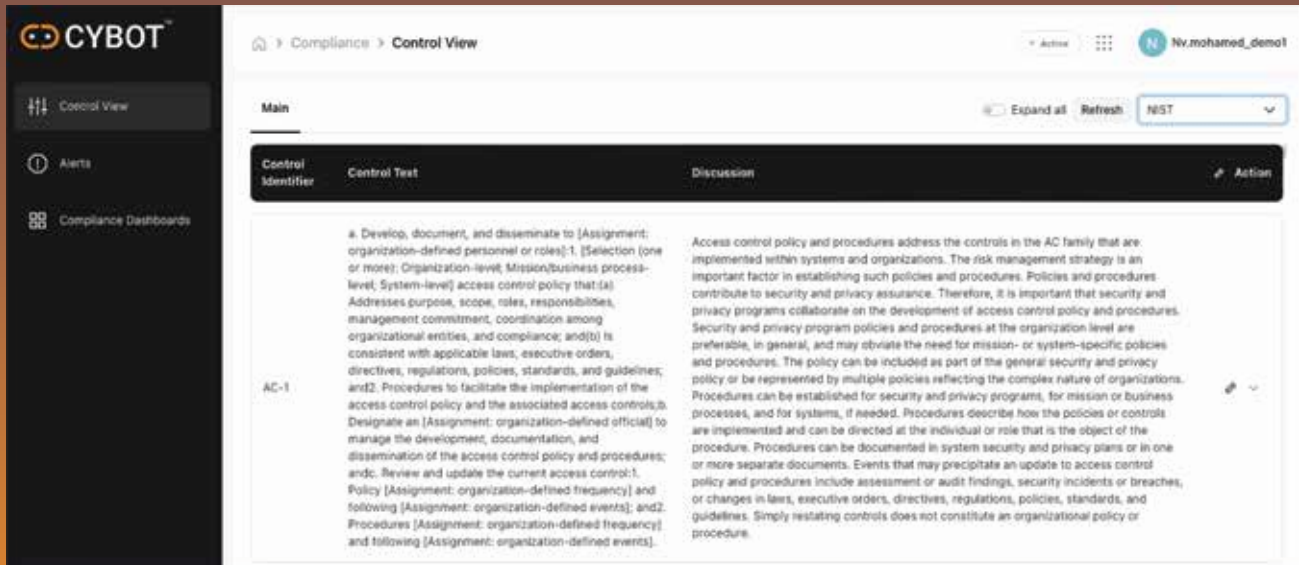 CYBOT™
Compliance > Control View
Active
N
Nv.mohamed_demo1
Control View
Alerts
Compliance Dashboards
Main
Expand all
Refresh
NIST
Control Identifier
Control Text
Discussion
Action
AC-1
a. Develop, document, and disseminate to [Assignment:
organization-defined personnel or roles]:1. [Selection (one
or more): Organization-level; Mission/business process-
level; System-level] access control policy that:(a)
Addresses purpose, scope, roles, responsibilities,
management commitment, coordination among
organizational entities, and compliance; and(b) Is
consistent with applicable laws, executive orders,
directives, regulations, policies, standards, and guidelines;
and2. Procedures to facilitate the implementation of the
access control policy and the associated access controls;b.
Designate an [Assignment: organization-defined official] to
manage the development, documentation, and
dissemination of the access control policy and procedures;
andc. Review and update the current access control:1.
Policy [Assignment: organization-defined frequency] and
following [Assignment: organization-defined events]; and2.
Procedures [Assignment: organization-defined frequency]
and following [Assignment: organization-defined events].
Access control policy and procedures address the controls in the AC family that are
implemented within systems and organizations. The risk management strategy is an
important factor in establishing such policies and procedures. Policies and procedures
contribute to security and privacy assurance. Therefore, it is important that security and
privacy programs collaborate on the development of access control policy and procedures.
Security and privacy program policies and procedures at the organization level are
preferable, in general, and may obviate the need for mission- or system-specific policies
and procedures. The policy can be included as part of the general security and privacy
policy or be represented by multiple policies reflecting the complex nature of organizations.
Procedures can be established for security and privacy programs, for mission or business
processes, and for systems, if needed. Procedures describe how the policies or controls
are implemented and can be directed at the individual or role that is the object of the
procedure. Procedures can be documented in system security and privacy plans or in one
or more separate documents. Events that may precipitate an update to access control
policy and procedures include assessment or audit findings, security incidents or breaches,
or changes in laws, executive orders, directives, regulations, policies, standards, and
guidelines. Simply restating controls does not constitute an organizational policy or
procedure.